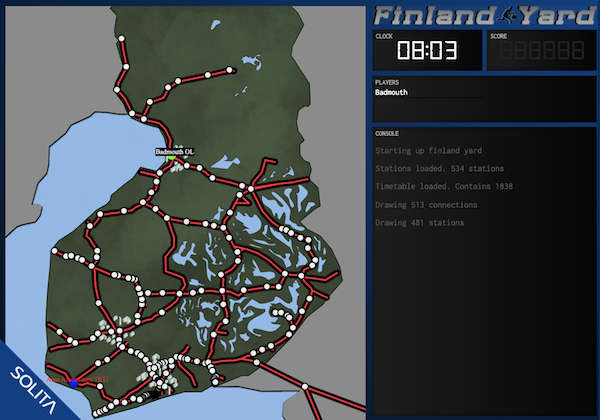 Finland Yard
CLOCK
08:03
SCORE
PLAYERS
Badmouth
CONSOLE
Starting up finland yard
Stations loaded. 534 stations
Timetable loaded. Contains 1838
Drawing 513 connections
Drawing 481 stations
Badmouth OL
SOLITA